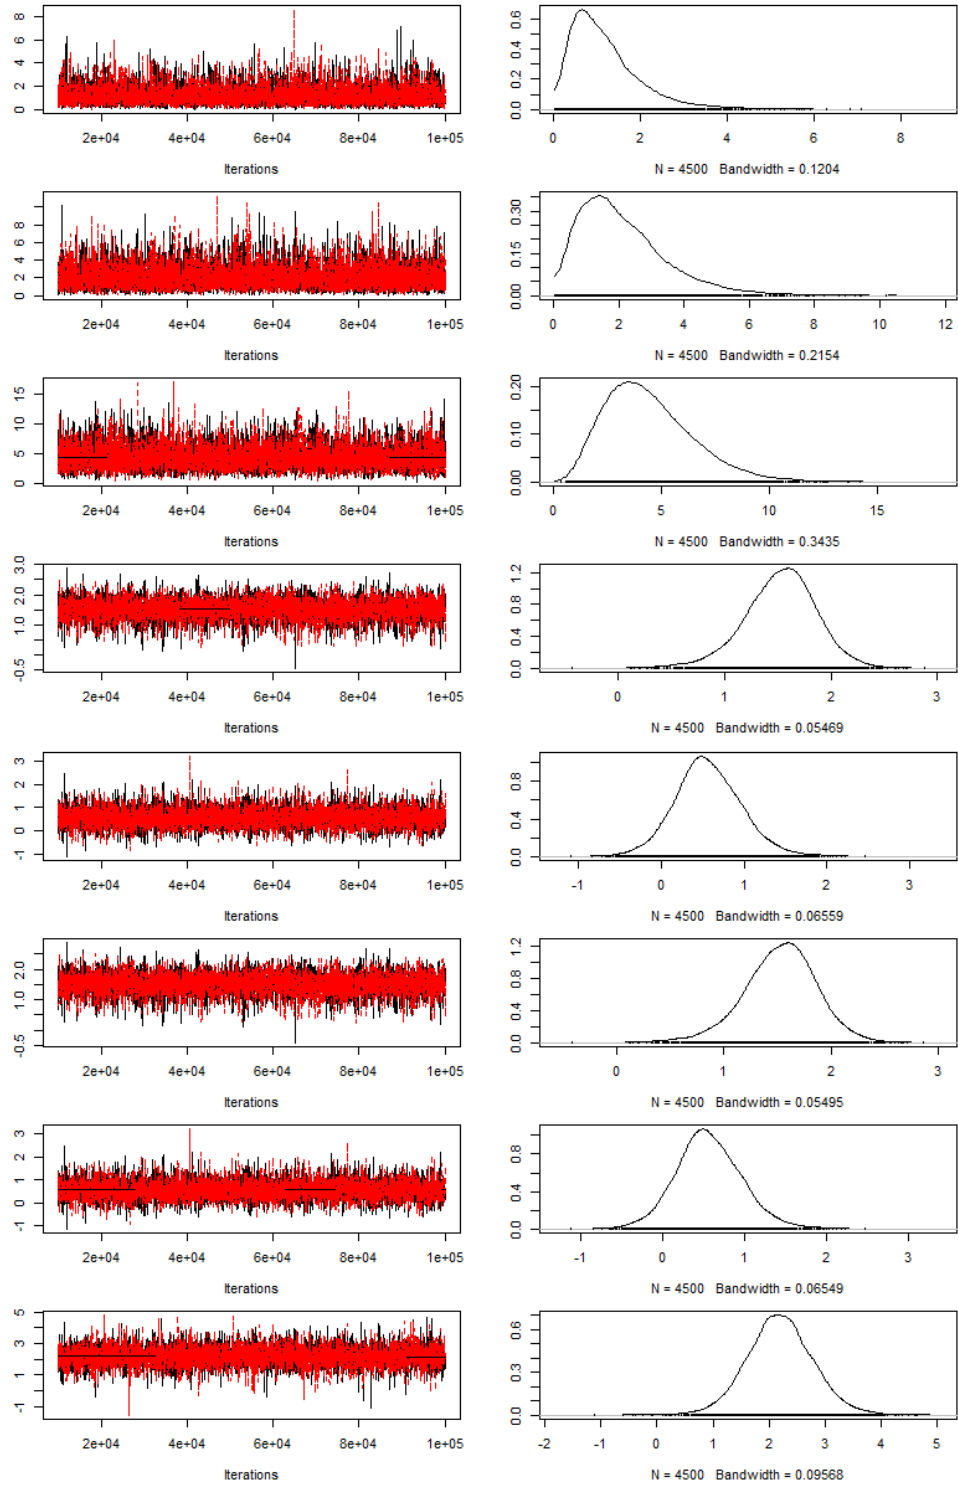 0 2 4 6 8
2e+04 4e+04 6e+04 8e+04 1e+05
Iterations
0.0 0.2 0.4 0.6
0 2 4 6 8
N = 4500 Bandwidth = 0.1204
0 2 4 6 8
2e+04 4e+04 6e+04 8e+04 1e+05
Iterations
0.00 0.15 0.30
0 2 4 6 8 10 12
N = 4500 Bandwidth = 0.2154
0 5 10 15
2e+04 4e+04 6e+04 8e+04 1e+05
Iterations
0.00 0.10 0.20
0 5 10 15
N = 4500 Bandwidth = 0.3435
-0.5 1.0 2.0 3.0
2e+04 4e+04 6e+04 8e+04 1e+05
Iterations
0.0 0.4 0.8 1.2
0 1 2 3
N = 4500 Bandwidth = 0.05469
-1 0 1 2 3
2e+04 4e+04 6e+04 8e+04 1e+05
Iterations
0.0 0.4 0.8
-1 0 1 2 3
N = 4500 Bandwidth = 0.06559
-0.5 1.0 2.0
2e+04 4e+04 6e+04 8e+04 1e+05
Iterations
0.0 0.4 0.8 1.2
0 1 2 3
N = 4500 Bandwidth = 0.05495
-1 0 1 2 3
2e+04 4e+04 6e+04 8e+04 1e+05
Iterations
0.0 0.4 0.8
-1 0 1 2 3
N = 4500 Bandwidth = 0.06549
-1 1 3 5
2e+04 4e+04 6e+04 8e+04 1e+05
Iterations
0.0 0.3 0.6
-2 -1 0 1 2 3 4 5
N = 4500 Bandwidth = 0.09568